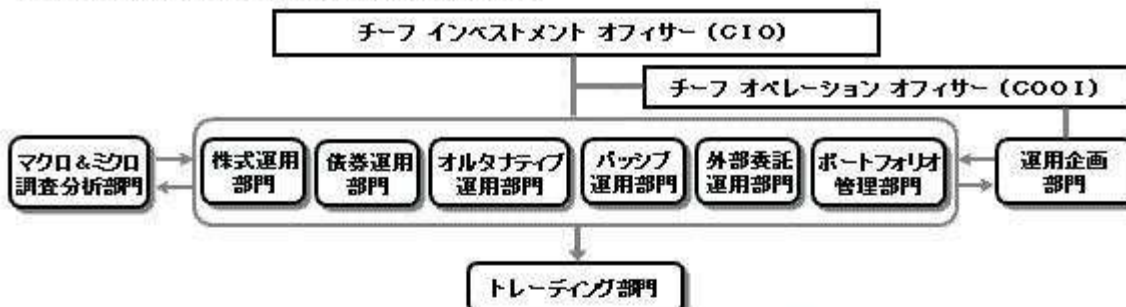 チーフ インベストメント オフィサー (CIO)
チーフ オペレーション オフィサー (COOI)
マクロ&ミクロ
調査分析部門
株式運用
部門
債券運用
部門
オルタナティブ
運用部門
パッシブ
運用部門
外部委託
運用部門
ポートフォリオ
管理部門
運用企画
部門
トレーディング部門